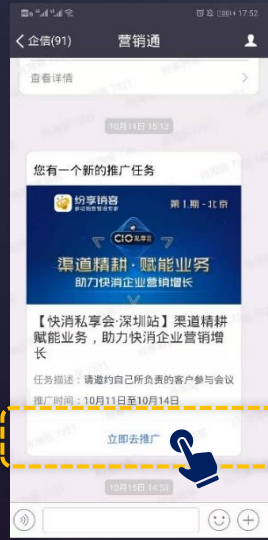 17:52
企信(91)
营销通
查看详情
10月11日 15:13
您有一个新的推广任务
纷享销客
第1期-北京
CIO私享会
渠道精耕·赋能业务
助力快消企业营销增长
【快消私享会·深圳站】渠道精耕
赋能业务，助力快消企业营销增
长
任务描述：请邀约自己所负责的客户参与会议
推广时间：10月11日至10月14日
立即去推广
10月15日 14:53